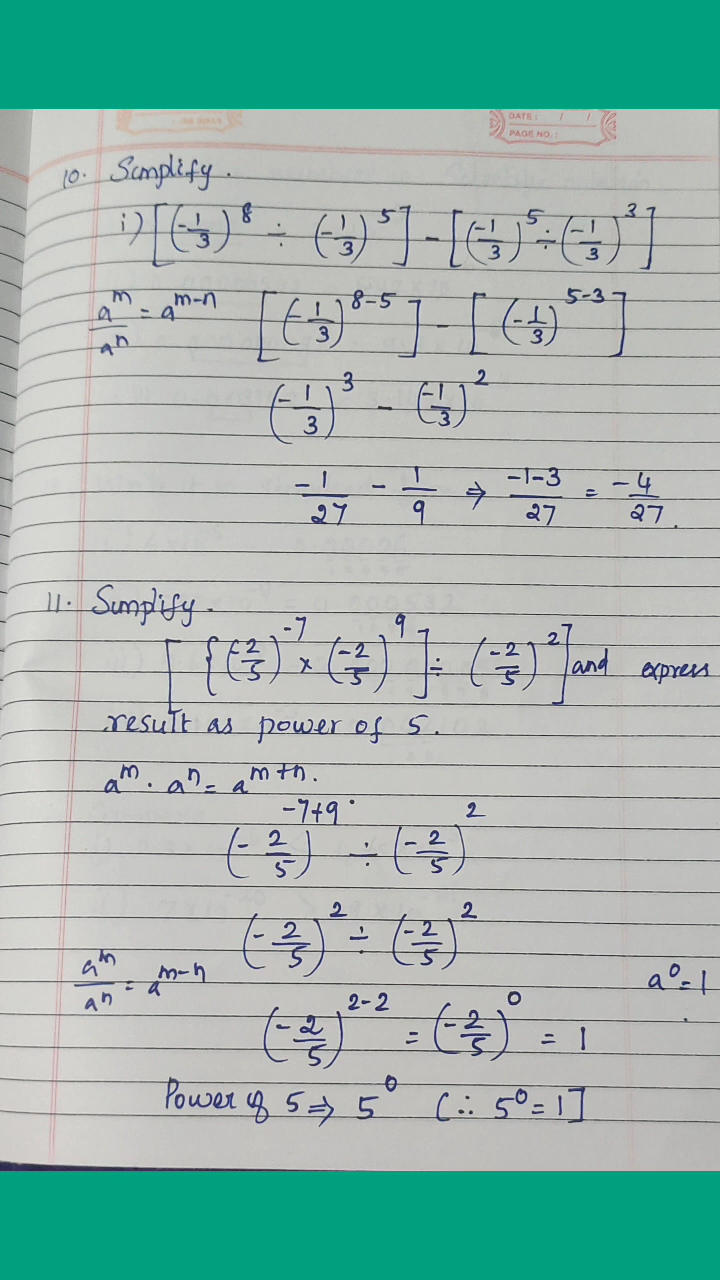 DATE: / /
PAGE NO.:
10. Simplify.
i) [(-1/3)^8 ÷ (-1/3)^5] - [(-1/3)^5 ÷ (-1/3)^3]
a^m/a^n = a^(m-n) [(-1/3)^(8-5)] - [(-1/3)^(5-3)]
(-1/3)^3 - (-1/3)^2
-1/27 - 1/9 ⇒ (-1-3)/27 = -4/27.
11. Simplify.
[{(-2/5)^-7 × (-2/5)^9] ÷ (-2/5)^2] and express
result as power of 5.
a^m . a^n = a^(m+n).
(-2/5)^(-7+9) ÷ (-2/5)^2
(-2/5)^2 ÷ (-2/5)^2
a^m/a^n = a^(m-n) a^0 = 1
(-2/5)^(2-2) = (-2/5)^0 = 1
Power of 5 ⇒ 5^0 [∴ 5^0 = 1]